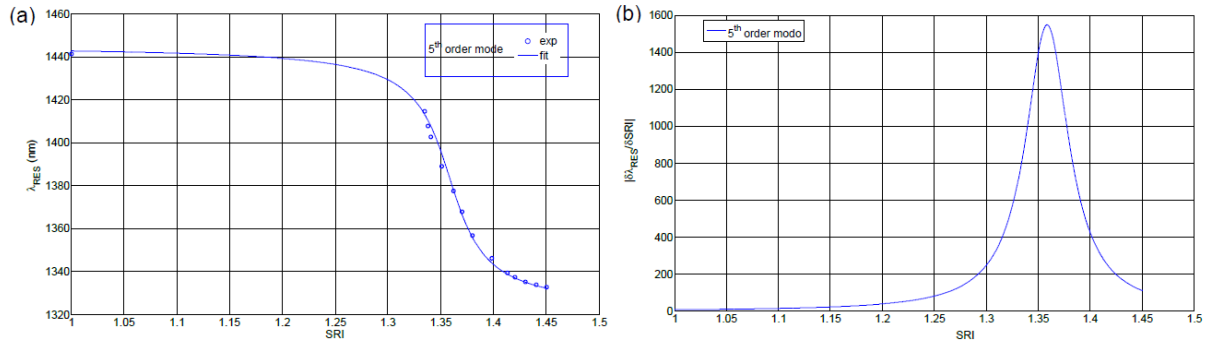 (a)
1460
1440
1420
1400
1380
1360
1340
1320
λRES (nm)
5th order mode
exp
fit
1 1.05 1.1 1.15 1.2 1.25 1.3 1.35 1.4 1.45 1.5
SRI
(b)
1600
1400
1200
1000
800
600
400
200
0
|δλRES/δSRI|
5th order modo
1 1.05 1.1 1.15 1.2 1.25 1.3 1.35 1.4 1.45 1.5
SRI